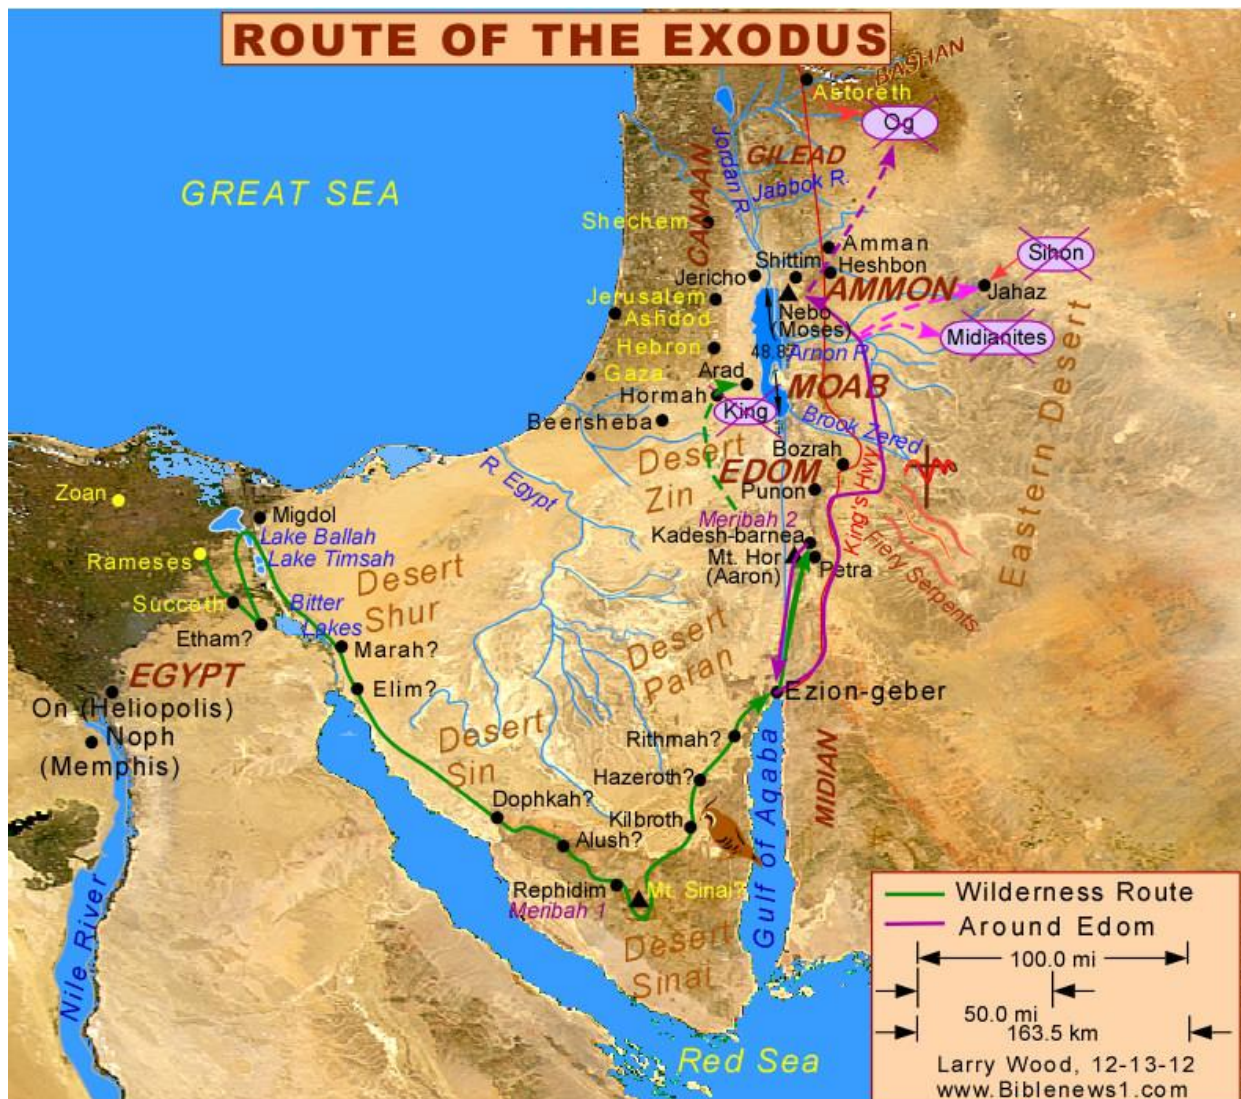 ROUTE OF THE EXODUS
BASHAN
Astoreth
Og
GREAT SEA
Jordan R.
GILEAD
Jabbok R.
CANAAN
Shechem
Amman
Shittim
Heshbon
Sihon
Jericho
AMMON
Jahaz
Jerusalem
Nebo
(Moses)
Ashdod
Midianites
Hebron
48.87
Arnon R.
Gaza
Arad
MOAB
Hormah
King
Beersheba
Brook Zered
Eastern Desert
Desert
Zin
Bozrah
EDOM
R. Egypt
Punon
King's Hwy
Zoan
Migdol
Meribah 2
Lake Ballah
Kadesh-barnea
Lake Timsah
Mt. Hor
(Aaron)
Petra
Fiery Serpents
Rameses
Desert
Shur
Succoth
Bitter
Lakes
Etham?
Marah?
Desert
Paran
EGYPT
Elim?
Ezion-geber
On (Heliopolis)
Noph
(Memphis)
Desert
Sin
Rithmah?
MIDIAN
Hazeroth?
Dophkah?
Kilbroth
Alush?
Gulf of Aqaba
Rephidim
Mt. Sinai?
Meribah 1
Desert
Sinai
Nile River
Red Sea
Wilderness Route
Around Edom
100.0 mi
50.0 mi
163.5 km
Larry Wood, 12-13-12
www.Biblenews1.com